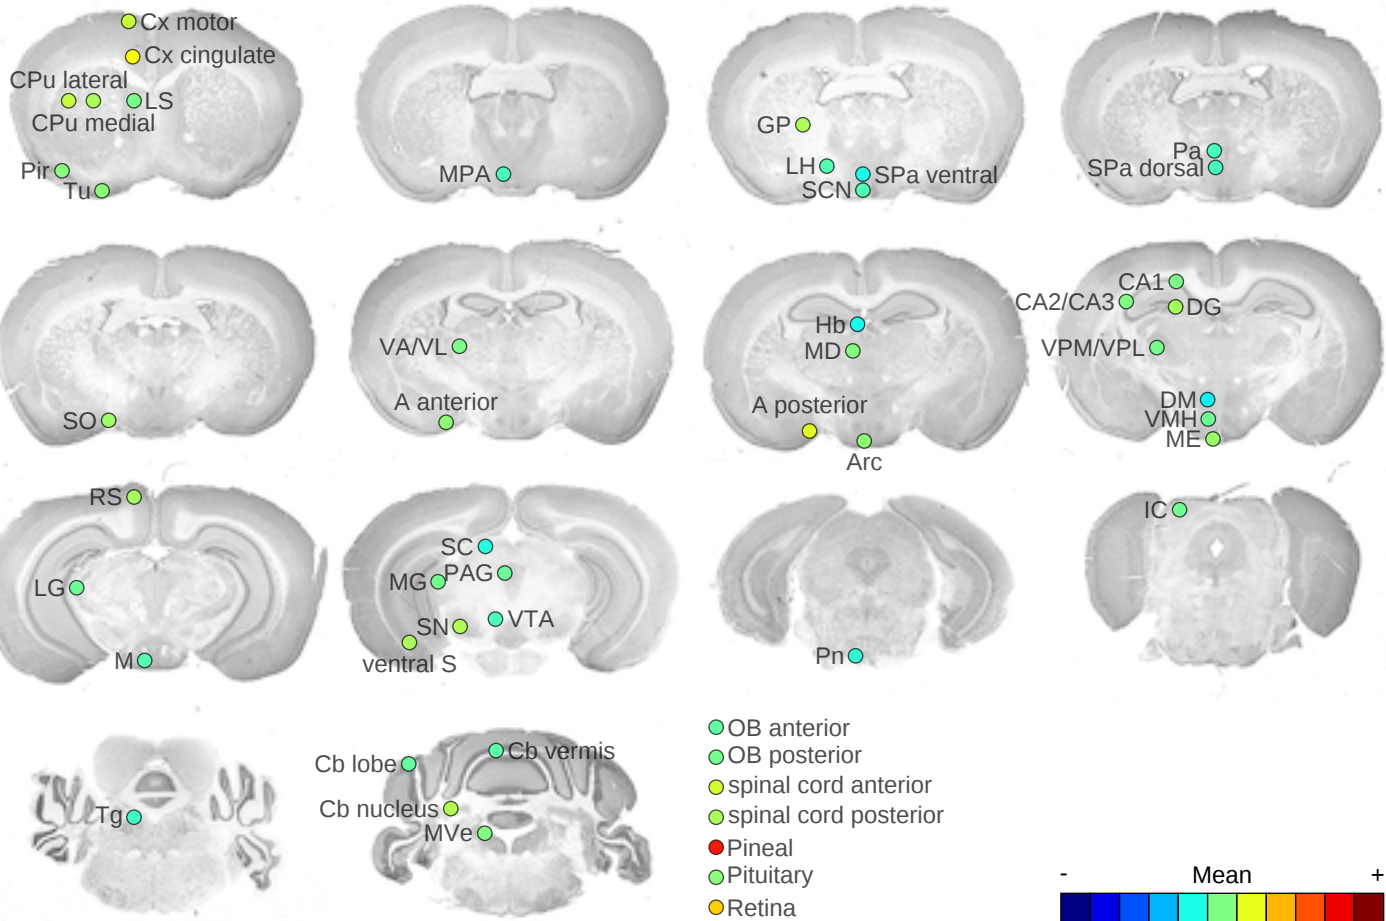 Cx motor
Cx cingulate
CPu lateral
LS
CPu medial
Pir
Tu
MPA
GP
LH
SPa ventral
SCN
Pa
SPa dorsal
SO
VA/VL
A anterior
Hb
MD
A posterior
Arc
CA1
CA2/CA3
DG
VPM/VPL
DM
VMH
ME
RS
LG
M
SC
MG
PAG
SN
VTA
ventral S
Pn
IC
Tg
Cb lobe
Cb vermis
Cb nucleus
MVe
OB anterior
OB posterior
spinal cord anterior
spinal cord posterior
Pineal
Pituitary
Retina
- Mean +